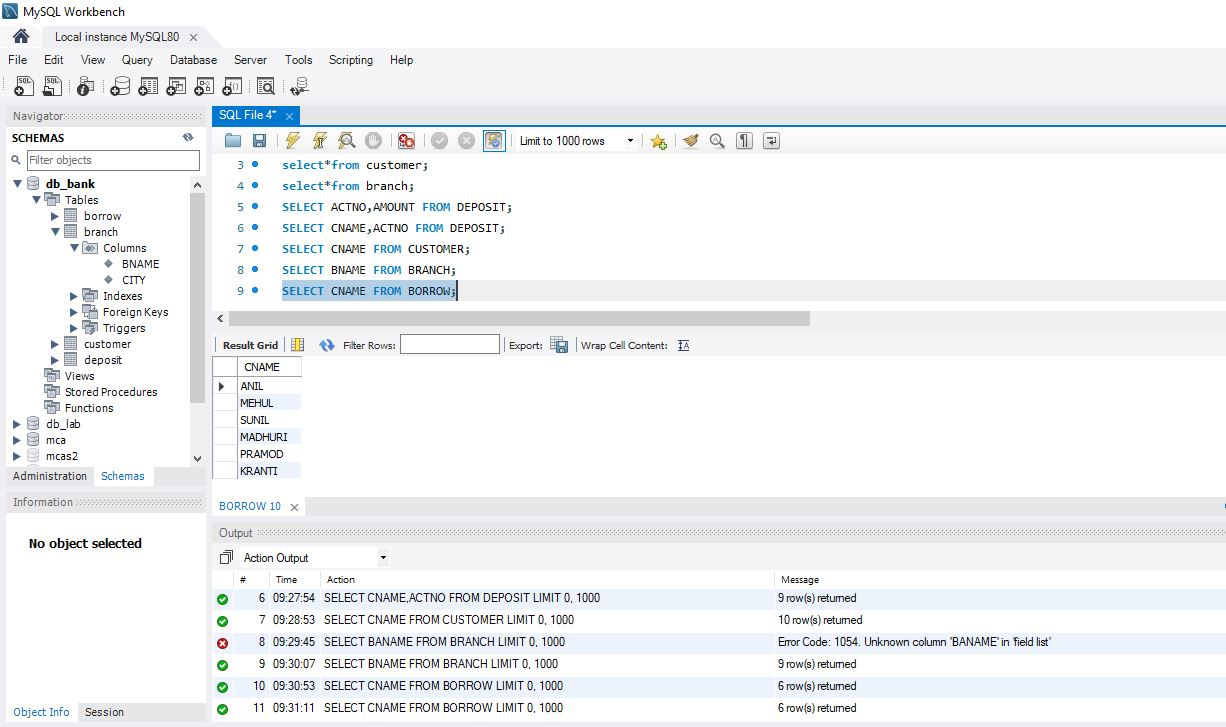 MySQL Workbench
Local instance MySQL80
File Edit View Query Database Server Tools Scripting Help
Navigator
SCHEMAS
Filter objects
db_bank
Tables
borrow
branch
Columns
BNAME
CITY
Indexes
Foreign Keys
Triggers
customer
deposit
Views
Stored Procedures
Functions
db_lab
mca
mcas2
Administration Schemas
Information
No object selected
Object Info Session
SQL File 4*
Limit to 1000 rows
3 select*from customer;
4 select*from branch;
5 SELECT ACTNO,AMOUNT FROM DEPOSIT;
6 SELECT CNAME,ACTNO FROM DEPOSIT;
7 SELECT CNAME FROM CUSTOMER;
8 SELECT BNAME FROM BRANCH;
9 SELECT CNAME FROM BORROW;
Result Grid Filter Rows: Export: Wrap Cell Content:
CNAME
ANIL
MEHUL
SUNIL
MADHURI
PRAMOD
KRANTI
BORROW 10
Output
Action Output
# Time Action Message
6 09:27:54 SELECT CNAME,ACTNO FROM DEPOSIT LIMIT 0, 1000 9 row(s) returned
7 09:28:53 SELECT CNAME FROM CUSTOMER LIMIT 0, 1000 10 row(s) returned
8 09:29:45 SELECT BANAME FROM BRANCH LIMIT 0, 1000 Error Code: 1054. Unknown column 'BANAME' in 'field list'
9 09:30:07 SELECT BNAME FROM BRANCH LIMIT 0, 1000 9 row(s) returned
10 09:30:53 SELECT CNAME FROM BORROW LIMIT 0, 1000 6 row(s) returned
11 09:31:11 SELECT CNAME FROM BORROW LIMIT 0, 1000 6 row(s) returned